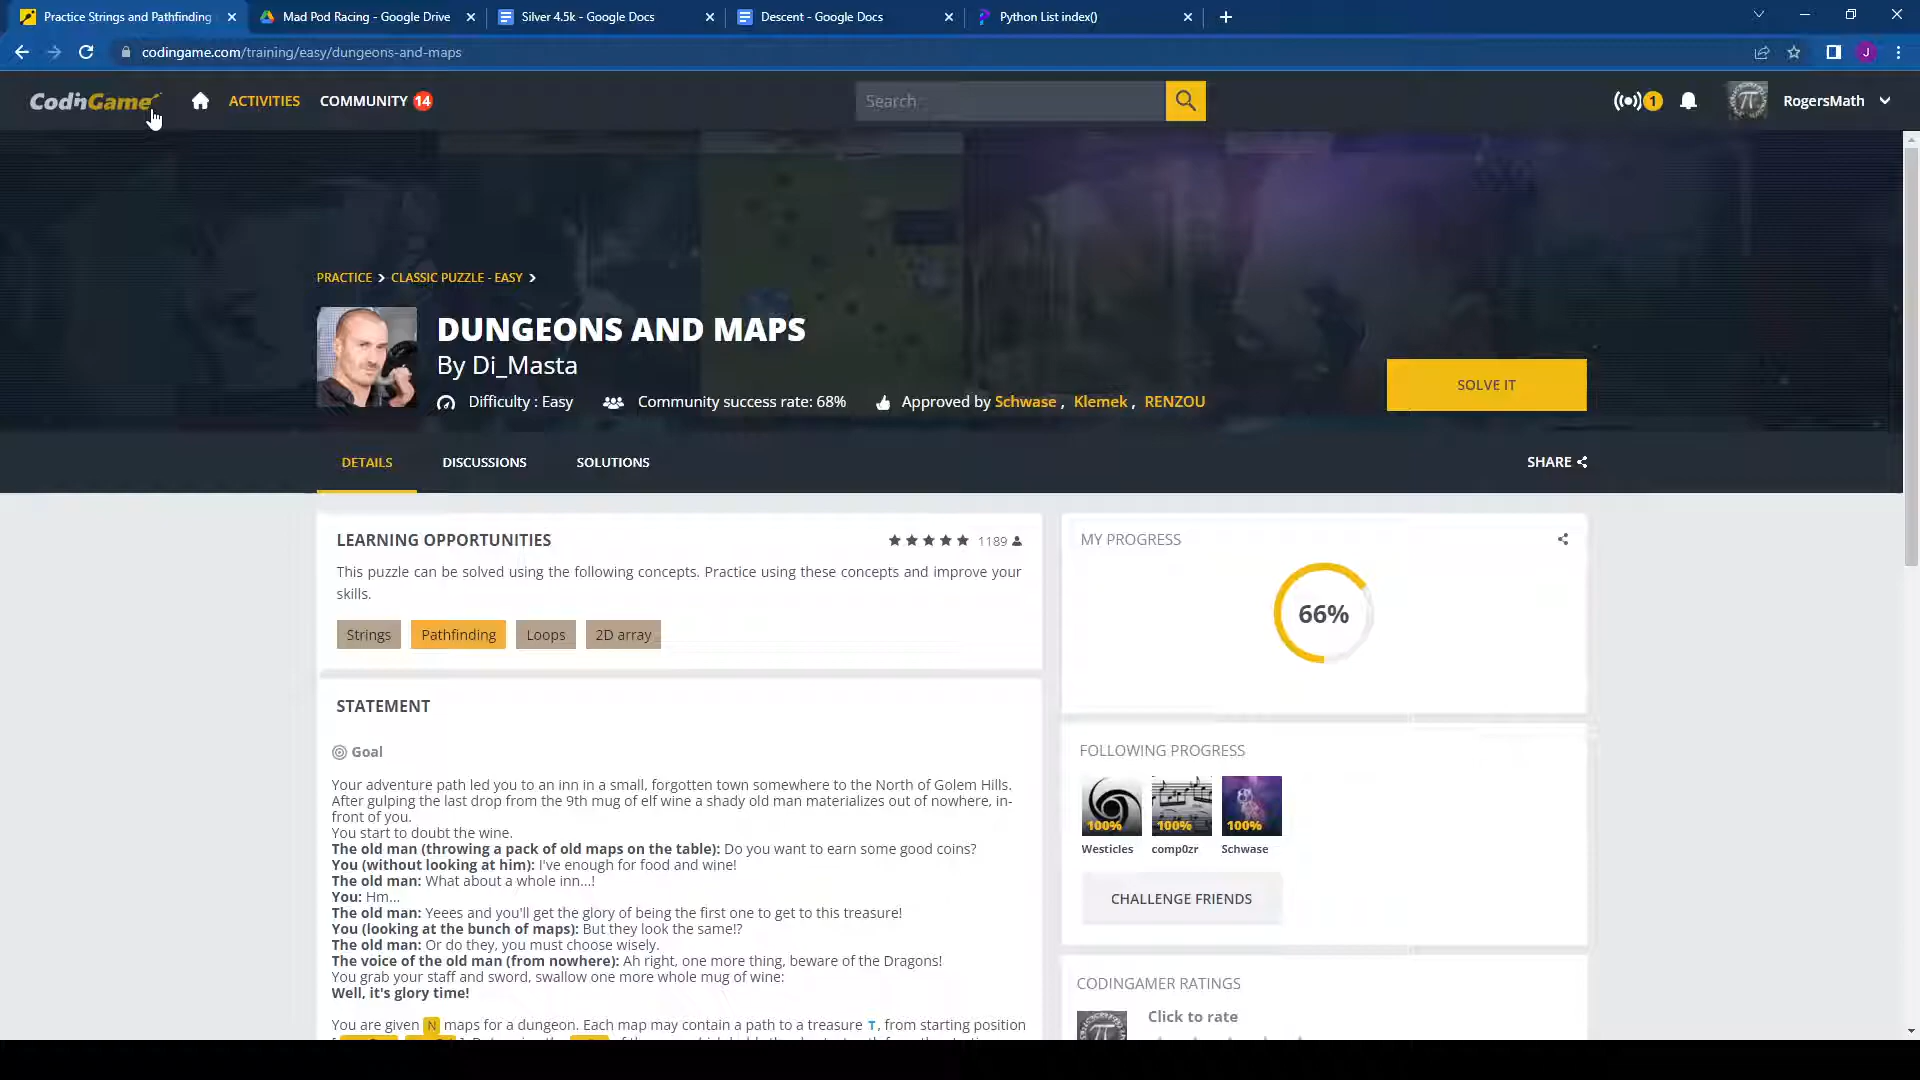 Practice Strings and Pathfinding
Mad Pod Racing - Google Drive
Silver 4.5k - Google Docs
Descent - Google Docs
Python List index()
codingame.com/training/easy/dungeons-and-maps
J
CodinGame
ACTIVITIES
COMMUNITY 14
Search
1
RogersMath
PRACTICE > CLASSIC PUZZLE - EASY >
DUNGEONS AND MAPS
By Di_Masta
Difficulty : Easy
Community success rate: 68%
Approved by Schwase , Klemek , RENZOU
SOLVE IT
DETAILS
DISCUSSIONS
SOLUTIONS
SHARE
LEARNING OPPORTUNITIES
1189
This puzzle can be solved using the following concepts. Practice using these concepts and improve your
skills.
Strings
Pathfinding
Loops
2D array
STATEMENT
Goal
Your adventure path led you to an inn in a small, forgotten town somewhere to the North of Golem Hills.
After gulping the last drop from the 9th mug of elf wine a shady old man materializes out of nowhere, in-
front of you.
You start to doubt the wine.
The old man (throwing a pack of old maps on the table): Do you want to earn some good coins?
You (without looking at him): I've enough for food and wine!
The old man: What about a whole inn...!
You: Hm...
The old man: Yeees and you'll get the glory of being the first one to get to this treasure!
You (looking at the bunch of maps): But they look the same!?
The old man: Or do they, you must choose wisely.
The voice of the old man (from nowhere): Ah right, one more thing, beware of the Dragons!
You grab your staff and sword, swallow one more whole mug of wine:
Well, it's glory time!
You are given N maps for a dungeon. Each map may contain a path to a treasure T, from starting position
MY PROGRESS
66%
FOLLOWING PROGRESS
100%
100%
100%
Westicles
comp0zr
Schwase
CHALLENGE FRIENDS
CODINGAMER RATINGS
Click to rate